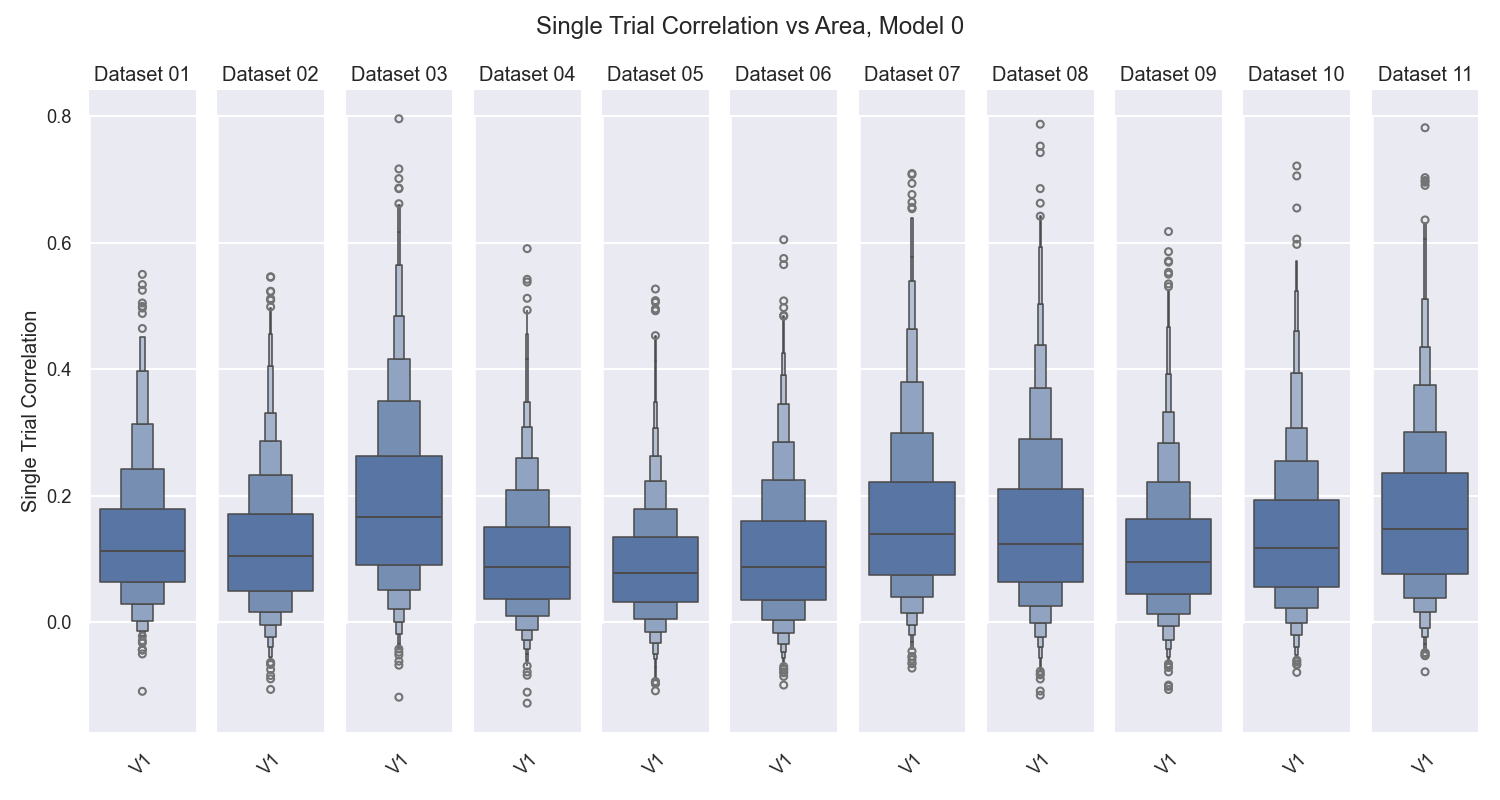 Single Trial Correlation vs Area, Model 0
Dataset 01 Dataset 02 Dataset 03 Dataset 04 Dataset 05 Dataset 06 Dataset 07 Dataset 08 Dataset 09 Dataset 10 Dataset 11
0.8
0.6
0.4
0.2
0.0
Single Trial Correlation
V1 V1 V1 V1 V1 V1 V1 V1 V1 V1 V1